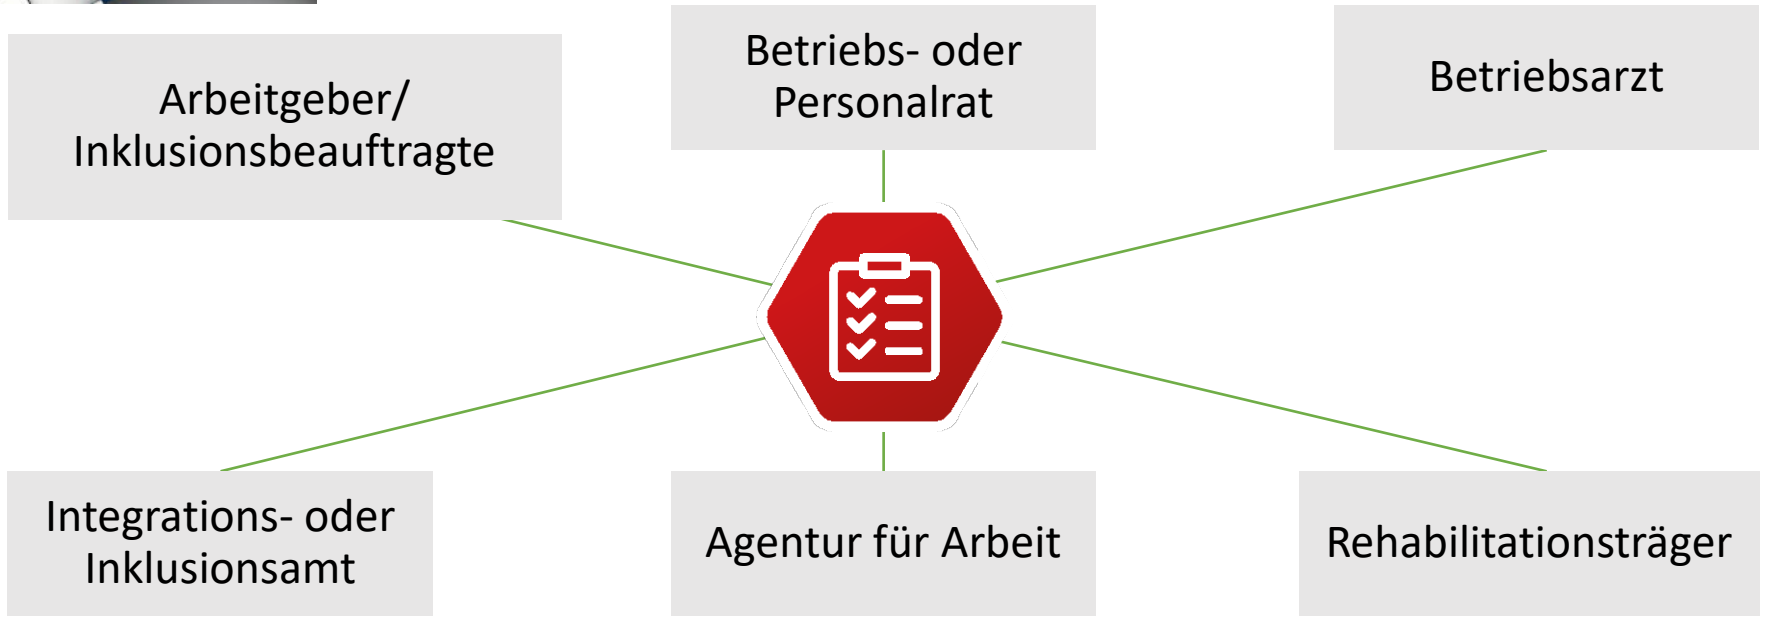 Arbeitgeber/
Inklusionsbeauftragte
Betriebs- oder
Personalrat
Betriebsarzt
Integrations- oder
Inklusionsamt
Agentur für Arbeit
Rehabilitationsträger